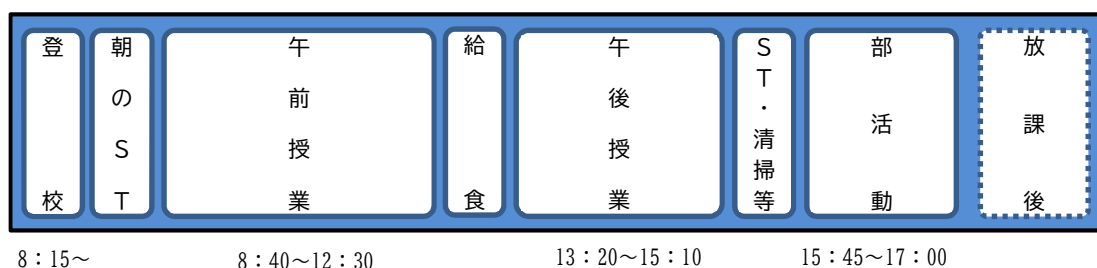 登校
朝のST
午前授業
給食
午後授業
ST・清掃等
部活動
放課後
8：15～
8：40～12：30
13：20～15：10
15：45～17：00